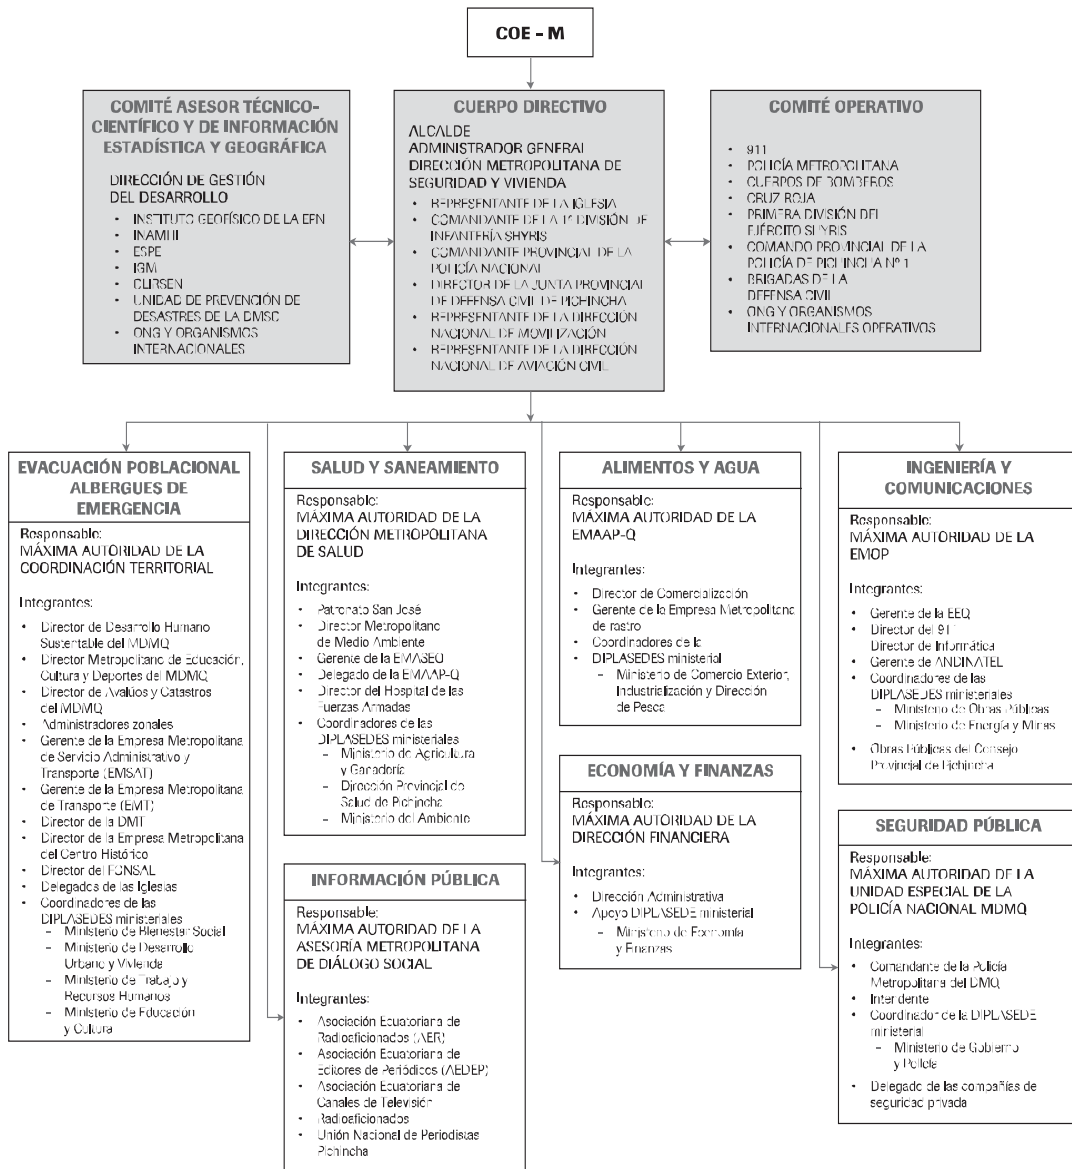 COE - M
COMITÉ ASESOR TÉCNICO-
CIENTÍFICO Y DE INFORMACIÓN
ESTADÍSTICA Y GEOGRÁFICA
DIRECCIÓN DE GESTIÓN
DEL DESARROLLO
• INSTITUTO GEOFÍSICO DE LA EPN
• INAMHI
• ESPE
• IGM
• CLIRSEN
• UNIDAD DE PREVENCIÓN DE
DESASTRES DE LA DMSC
• ONG Y ORGANISMOS
INTERNACIONALES
CUERPO DIRECTIVO
ALCALDE
ADMINISTRADOR GENERAL
DIRECCIÓN METROPOLITANA DE
SEGURIDAD Y VIVIENDA
• REPRESENTANTE DE LA IGLESIA
• COMANDANTE DE LA 1ª DIVISIÓN DE
INFANTERÍA SHYRIS
• COMANDANTE PROVINCIAL DE LA
POLICÍA NACIONAL
• DIRECTOR DE LA JUNTA PROVINCIAL
DE DEFENSA CIVIL DE PICHINCHA
• REPRESENTANTE DE LA DIRECCIÓN
NACIONAL DE MOVILIZACIÓN
• REPRESENTANTE DE LA DIRECCIÓN
NACIONAL DE AVIACIÓN CIVIL
COMITÉ OPERATIVO
• 911
• POLICÍA METROPOLITANA
• CUERPOS DE BOMBEROS
• CRUZ ROJA
• PRIMERA DIVISIÓN DEL
EJÉRCITO SHYRIS
• COMANDO PROVINCIAL DE LA
POLICÍA DE PICHINCHA Nº 1
• BRIGADAS DE LA
DEFENSA CIVIL
• ONG Y ORGANISMOS
INTERNACIONALES OPERATIVOS
EVACUACIÓN POBLACIONAL
ALBERGUES DE
EMERGENCIA
Responsable:
MÁXIMA AUTORIDAD DE LA
COORDINACIÓN TERRITORIAL
Integrantes:
• Director de Desarrollo Humano
Sustentable del MDMQ
• Director Metropolitano de Educación,
Cultura y Deportes del MDMQ
• Director de Avalúos y Catastros
del MDMQ
• Administradores zonales
• Gerente de la Empresa Metropolitana
de Servicio Administrativo y
Transporte (EMSAT)
• Gerente de la Empresa Metropolitana
de Transporte (EMT)
• Director de la DMT
• Director de la Empresa Metropolitana
del Centro Histórico
• Director del FONSAL
• Delegados de las Iglesias
• Coordinadores de las
DIPLASEDES ministeriales
– Ministerio de Bienestar Social
– Ministerio de Desarrollo
Urbano y Vivienda
– Ministerio de Trabajo y
Recursos Humanos
– Ministerio de Educación
y Cultura
SALUD Y SANEAMIENTO
Responsable:
MÁXIMA AUTORIDAD DE LA
DIRECCIÓN METROPOLITANA
DE SALUD
Integrantes:
• Patronato San José
• Director Metropolitano
de Medio Ambiente
• Gerente de la EMASEO
• Delegado de la EMAAP-Q
• Director del Hospital de las
Fuerzas Armadas
• Coordinadores de las
DIPLASEDES ministeriales
– Ministerio de Agricultura
y Ganadería
– Dirección Provincial de
Salud de Pichincha
– Ministerio del Ambiente
INFORMACIÓN PÚBLICA
Responsable:
MÁXIMA AUTORIDAD DE LA
ASESORÍA METROPOLITANA
DE DIÁLOGO SOCIAL
Integrantes:
• Asociación Ecuatoriana de
Radioaficionados (AER)
• Asociación Ecuatoriana de
Editores de Periódicos (AEDEP)
• Asociación Ecuatoriana de
Canales de Televisión
• Radioaficionados
• Unión Nacional de Periodistas
Pichincha
ALIMENTOS Y AGUA
Responsable:
MÁXIMA AUTORIDAD DE LA
EMAAP-Q
Integrantes:
• Director de Comercialización
• Gerente de la Empresa Metropolitana
de rastro
• Coordinadores de la
• DIPLASEDES ministerial
– Ministerio de Comercio Exterior,
Industrialización y Dirección
de Pesca
ECONOMÍA Y FINANZAS
Responsable:
MÁXIMA AUTORIDAD DE LA
DIRECCIÓN FINANCIERA
Integrantes:
• Dirección Administrativa
• Apoyo DIPLASEDE ministerial
– Ministerio de Economía
y Finanzas
INGENIERÍA Y
COMUNICACIONES
Responsable:
MÁXIMA AUTORIDAD DE LA
EMOP
Integrantes:
• Gerente de la EEQ
• Director del 911
Director de Informática
• Gerente de ANDINATEL
• Coordinadores de las
DIPLASEDES ministeriales
– Ministerio de Obras Públicas
– Ministerio de Energía y Minas
• Obras Públicas del Consejo
Provincial de Pichincha
SEGURIDAD PÚBLICA
Responsable:
MÁXIMA AUTORIDAD DE LA
UNIDAD ESPECIAL DE LA
POLICÍA NACIONAL MDMQ
Integrantes:
• Comandante de la Policía
Metropolitana del DMQ
• Intendente
• Coordinador de la DIPLASEDE
ministerial
– Ministerio de Gobierno
y Policía
• Delegado de las compañías de
seguridad privada